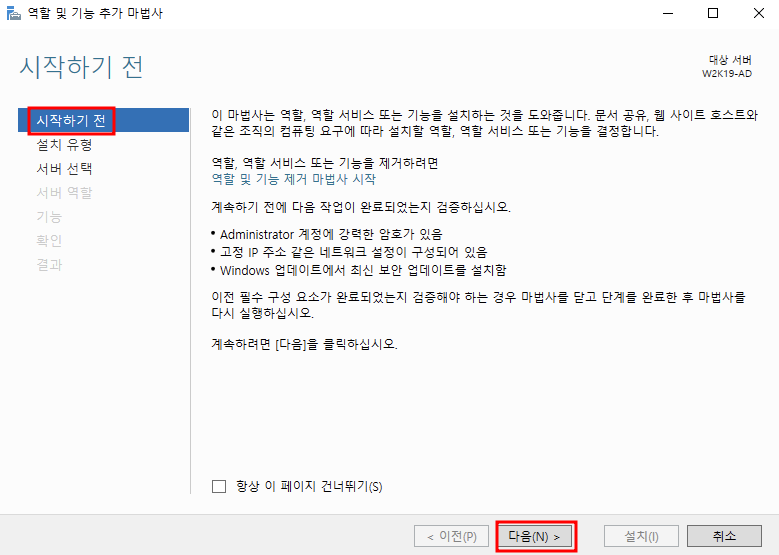 역할 및 기능 추가 마법사
시작하기 전
대상 서버
W2K19-AD
시작하기 전
설치 유형
서버 선택
서버 역할
기능
확인
결과
이 마법사는 역할, 역할 서비스 또는 기능을 설치하는 것을 도와줍니다. 문서 공유, 웹 사이트 호스트와
같은 조직의 컴퓨팅 요구에 따라 설치할 역할, 역할 서비스 또는 기능을 결정합니다.
역할, 역할 서비스 또는 기능을 제거하려면
역할 및 기능 제거 마법사 시작
계속하기 전에 다음 작업이 완료되었는지 검증하십시오.
• Administrator 계정에 강력한 암호가 있음
• 고정 IP 주소 같은 네트워크 설정이 구성되어 있음
• Windows 업데이트에서 최신 보안 업데이트를 설치함
이전 필수 구성 요소가 완료되었는지 검증해야 하는 경우 마법사를 닫고 단계를 완료한 후 마법사를
다시 실행하십시오.
계속하려면 [다음]을 클릭하십시오.
항상 이 페이지 건너뛰기(S)
< 이전(P)
다음(N) >
설치(I)
취소